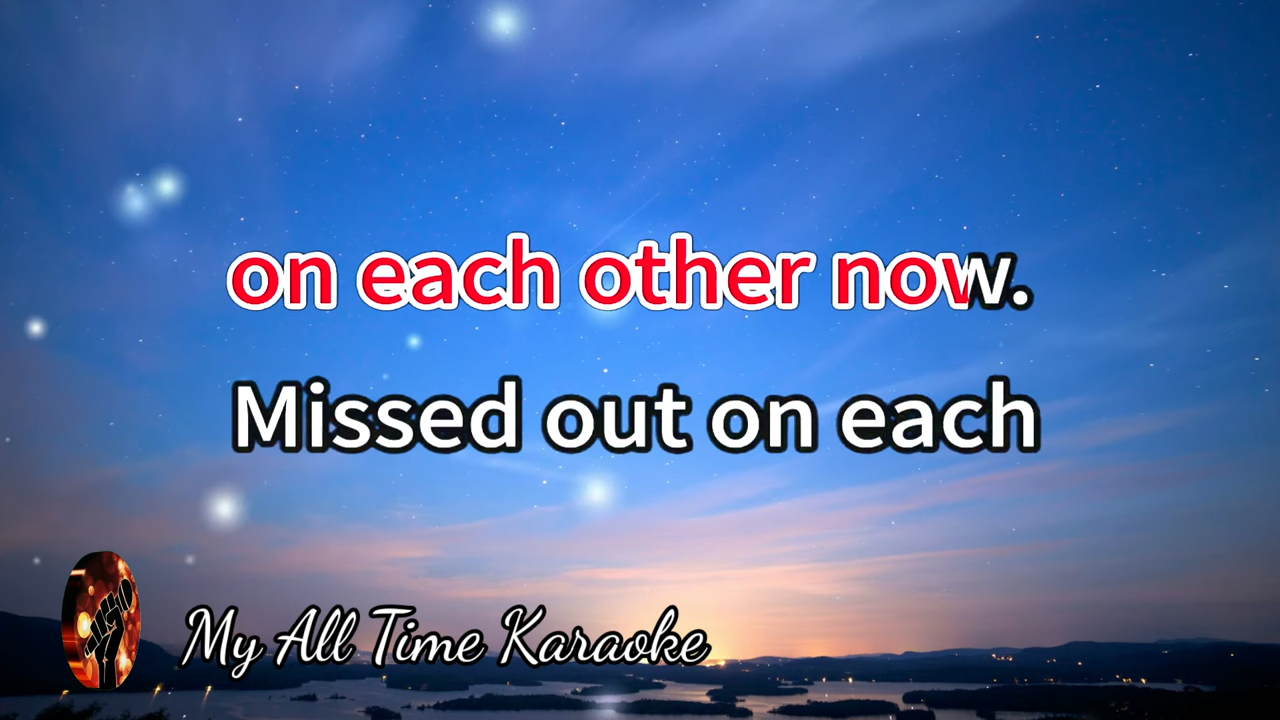 on each other now.
Missed out on each
My All Time Karaoke